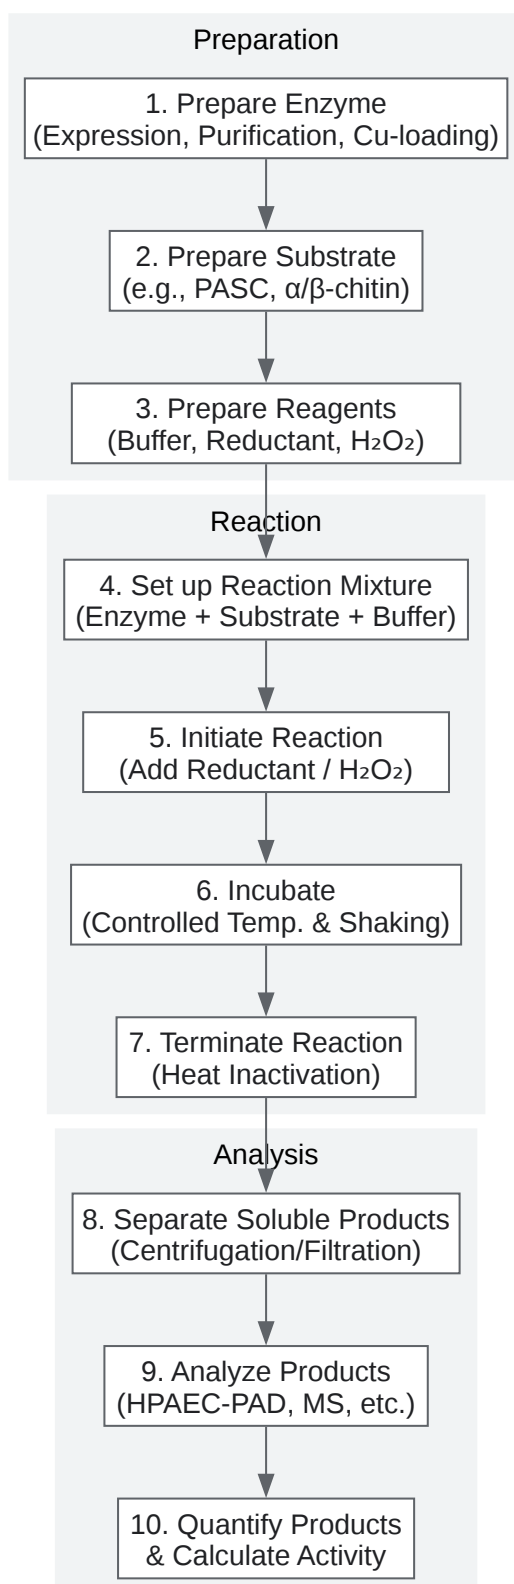 Preparation
1. Prepare Enzyme
(Expression, Purification, Cu-loading)
2. Prepare Substrate
(e.g., PASC, α/β-chitin)
3. Prepare Reagents
(Buffer, Reductant, H₂O₂)
Reaction
4. Set up Reaction Mixture
(Enzyme + Substrate + Buffer)
5. Initiate Reaction
(Add Reductant / H₂O₂)
6. Incubate
(Controlled Temp. & Shaking)
7. Terminate Reaction
(Heat Inactivation)
Analysis
8. Separate Soluble Products
(Centrifugation/Filtration)
9. Analyze Products
(HPAEC-PAD, MS, etc.)
10. Quantify Products
& Calculate Activity